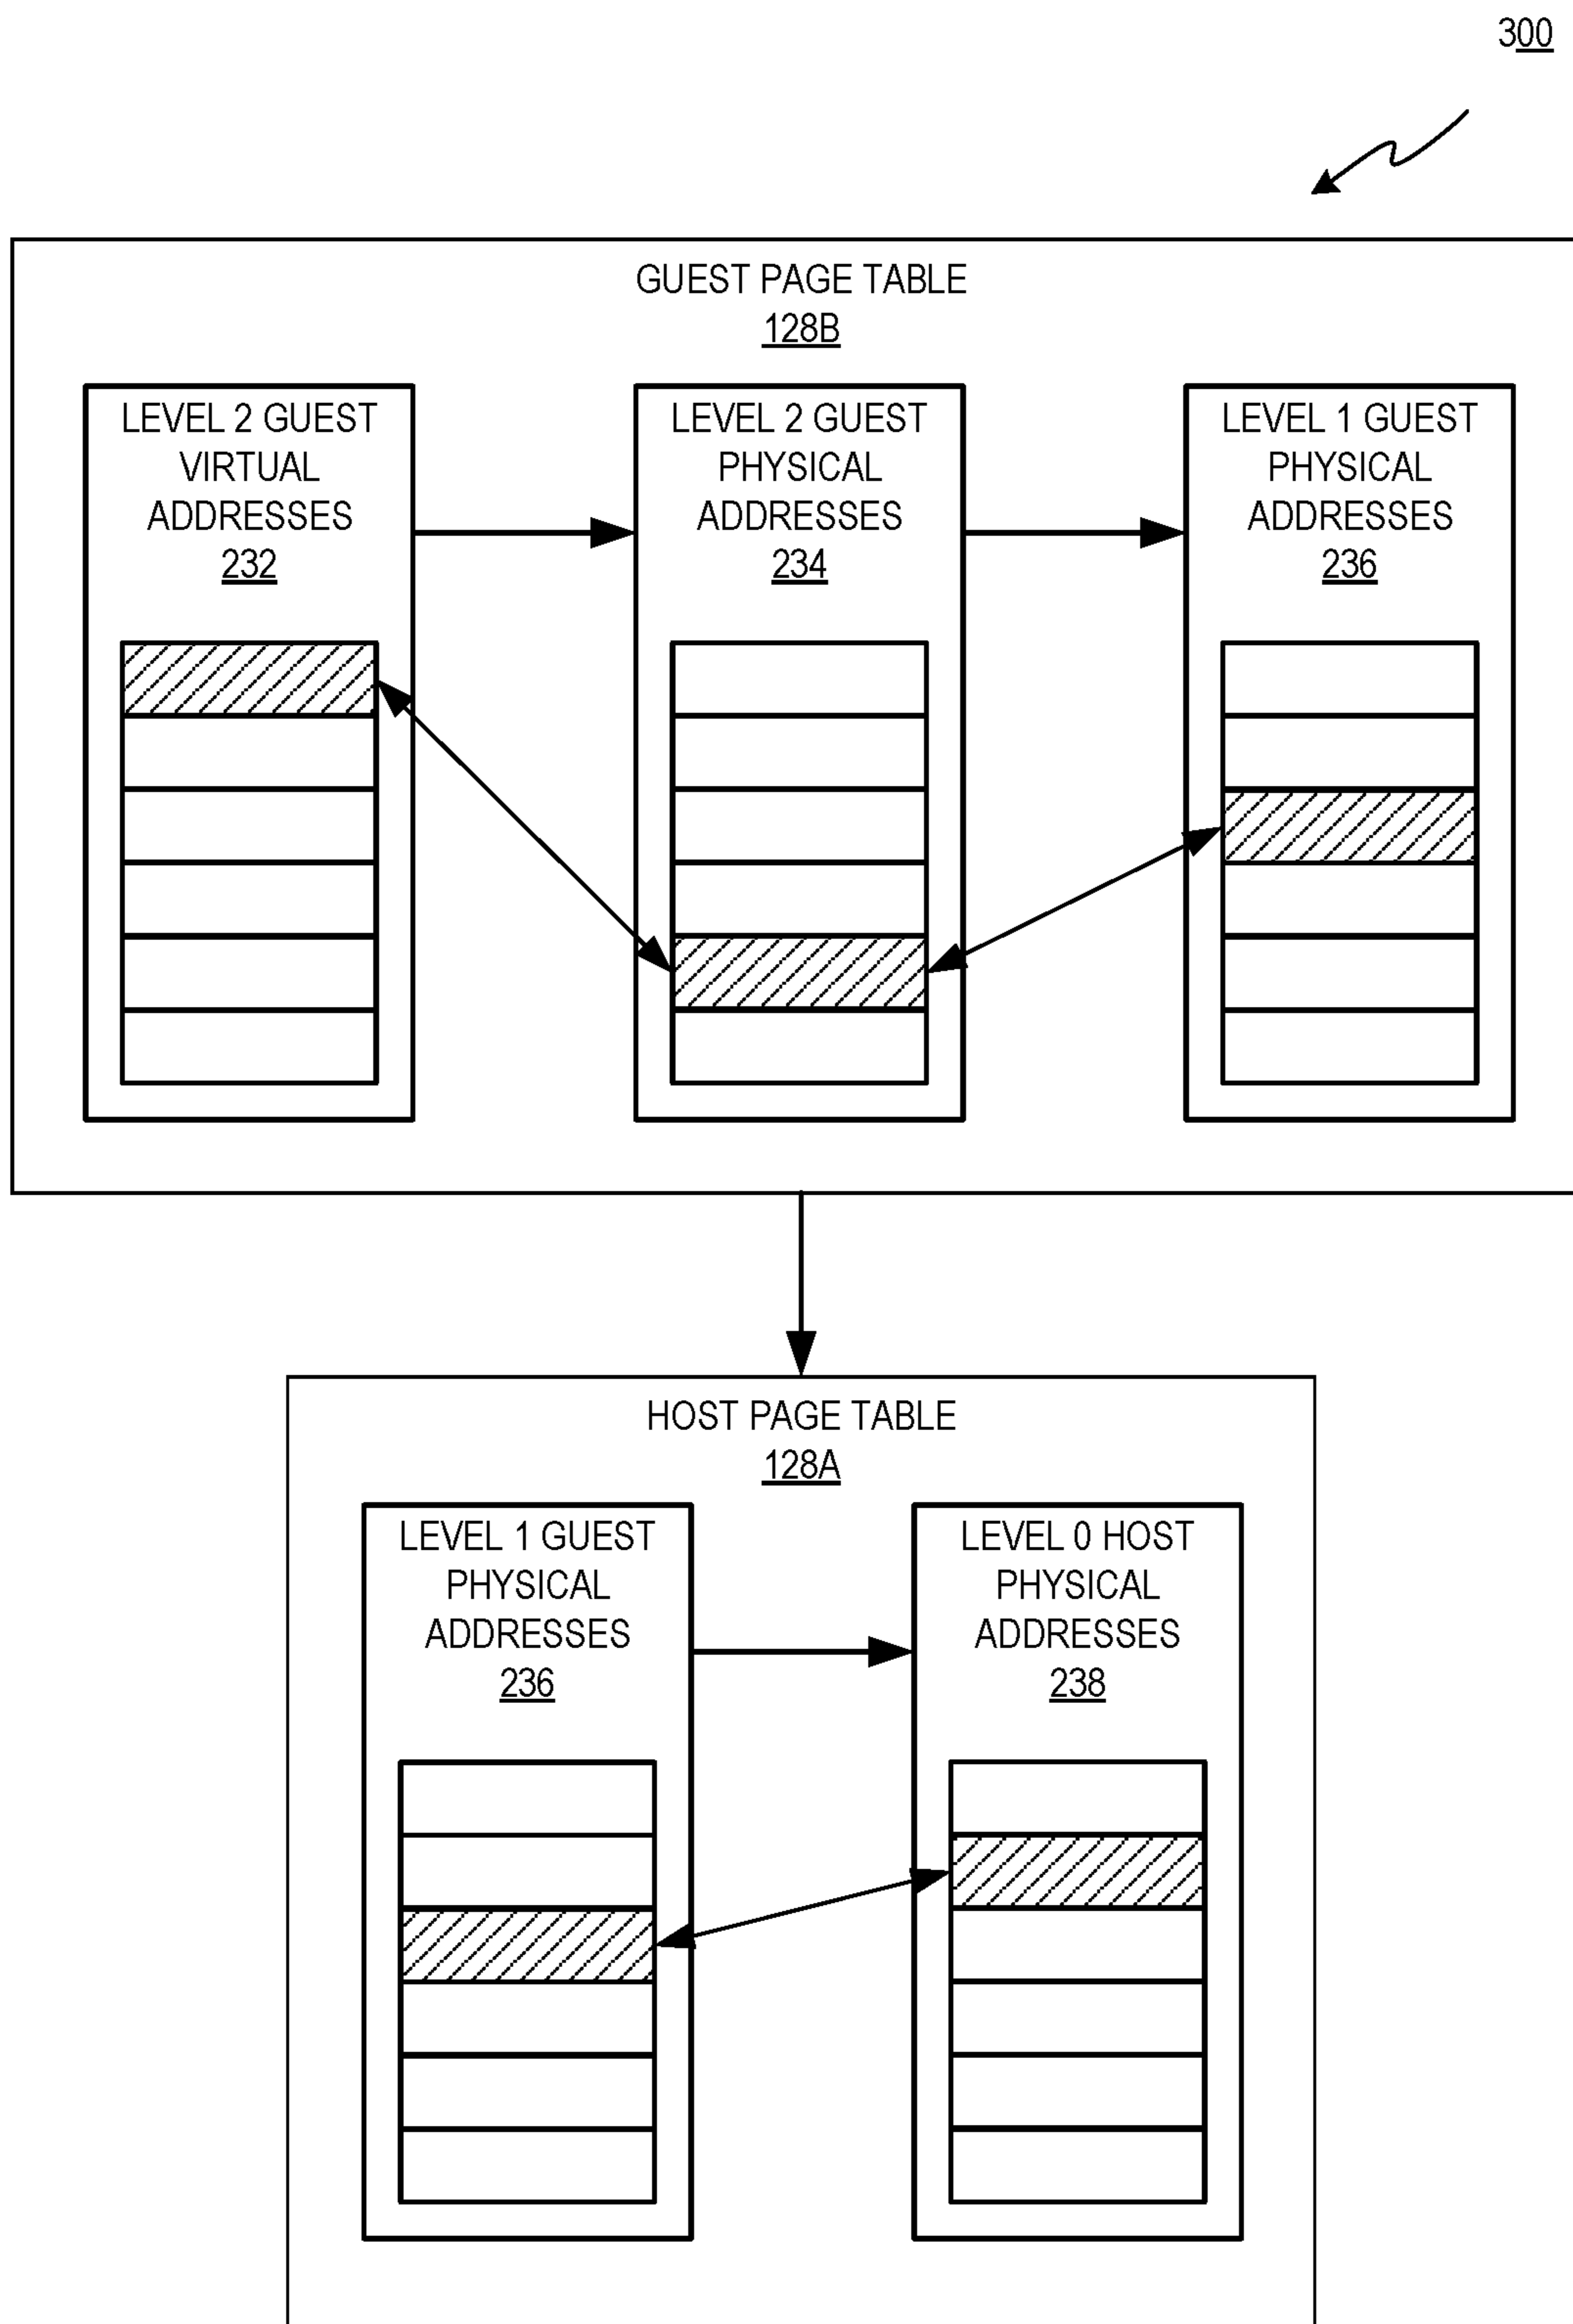 300
GUEST PAGE TABLE
128B
LEVEL 2 GUEST
VIRTUAL
ADDRESSES
232
LEVEL 2 GUEST
PHYSICAL
ADDRESSES
234
LEVEL 1 GUEST
PHYSICAL
ADDRESSES
236
HOST PAGE TABLE
128A
LEVEL 1 GUEST
PHYSICAL
ADDRESSES
236
LEVEL 0 HOST
PHYSICAL
ADDRESSES
238